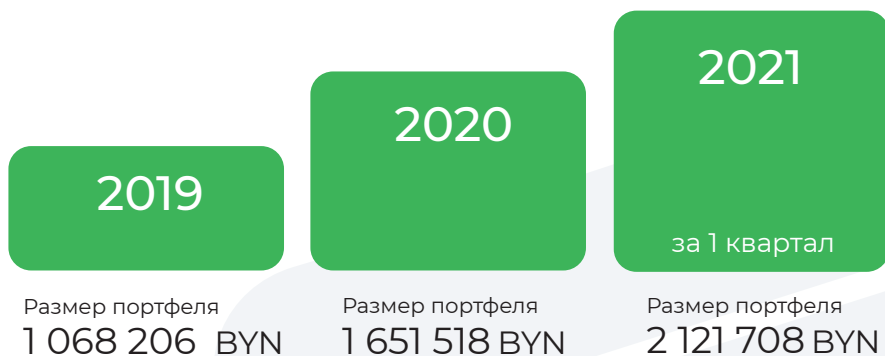 2019
2020
2021
за 1 квартал
Размер портфеля
1 068 206 BYN
Размер портфеля
1 651 518 BYN
Размер портфеля
2 121 708 BYN